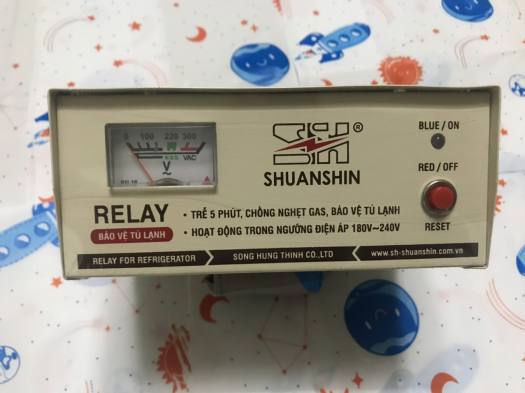 BLUE / ON
0 100 220 300
VAC
V
SH®
SHUANSHIN
RED / OFF
RESET
RELAY
BẢO VỆ TỦ LẠNH
• TRỄ 5 PHÚT, CHỐNG NGHẸT GAS, BẢO VỆ TỦ LẠNH
• HOẠT ĐỘNG TRONG NGƯỠNG ĐIỆN ÁP 180V~240V
RELAY FOR REFRIGERATOR
SONG HUNG THINH CO.,LTD
www.sh-shuanshin.com.vn